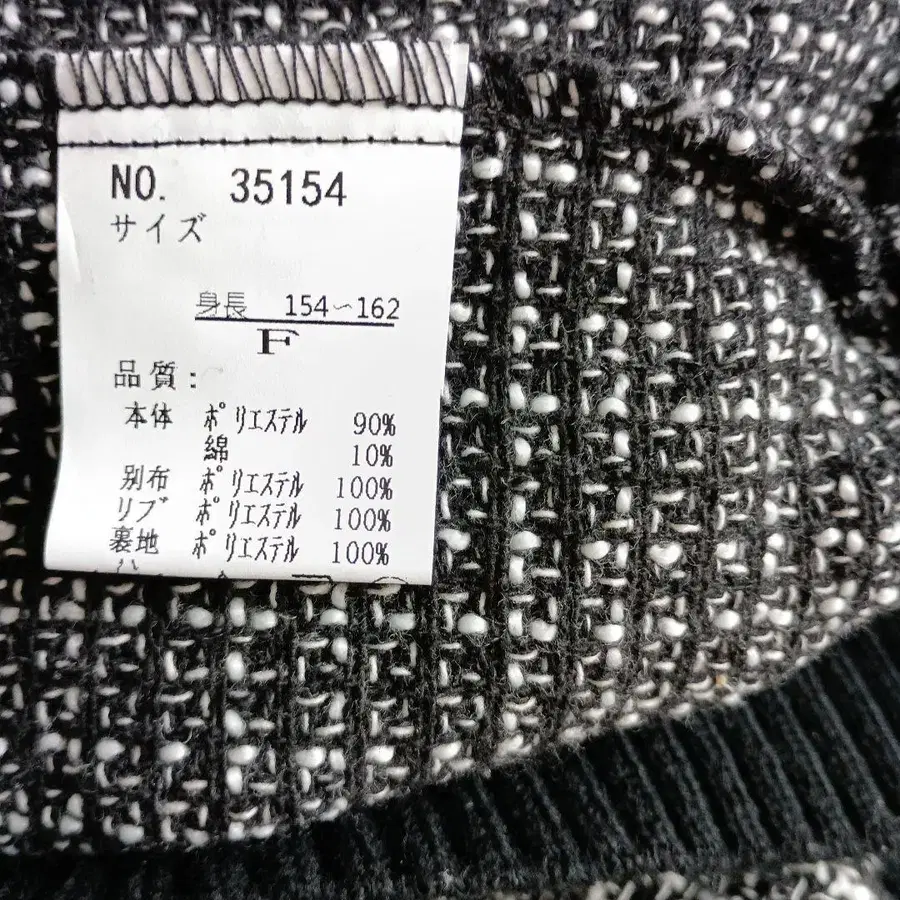 NO. 35154
サイズ
身長 154~162
F
品質:
本体 ポリエステル 90%
綿 10%
別布 ポリエステル 100%
リブ ポリエステル 100%
裏地 ポリエステル 100%